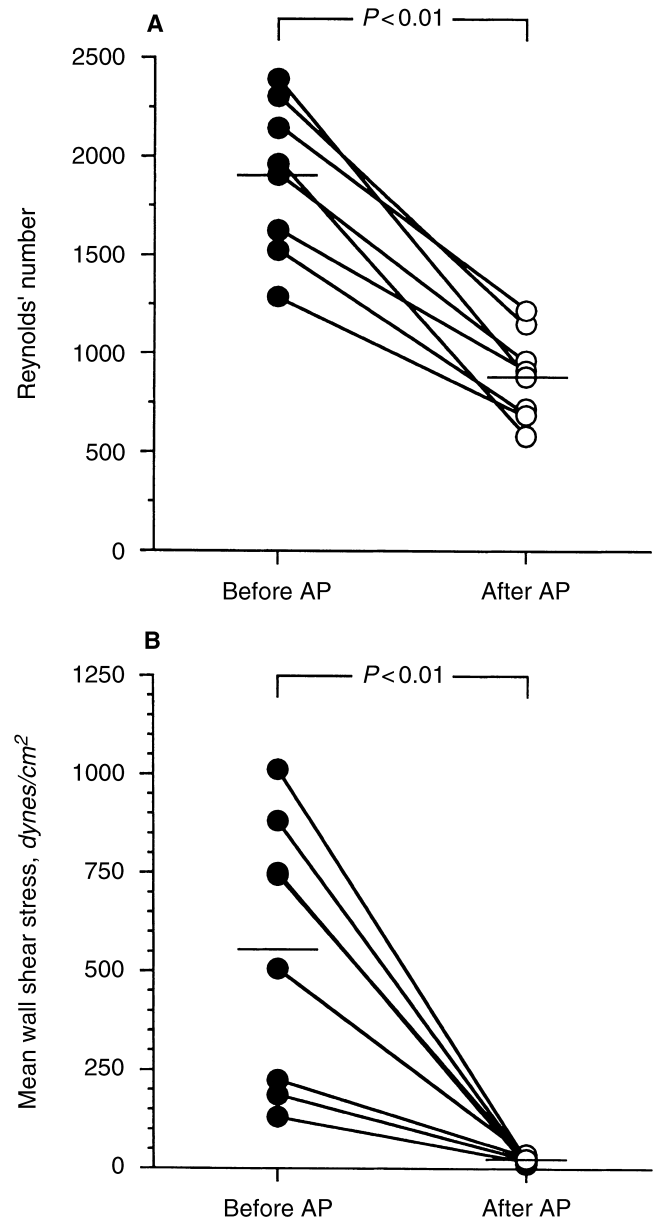 A
P<0.01
2500
2000
1500
1000
500
0
Reynolds' number
Before AP
After AP
B
P<0.01
1250
1000
750
500
250
0
Mean wall shear stress, dynes/cm²
Before AP
After AP